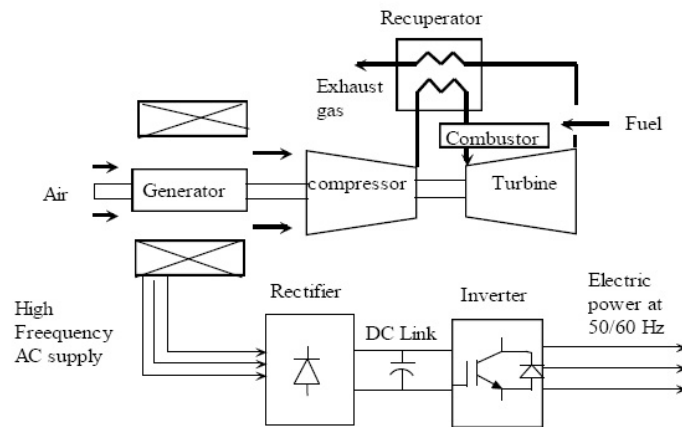 Recuperator
Exhaust
gas
Combustor
Fuel
Air
Generator
compressor
Turbine
High
Freequency
AC supply
Rectifier
DC Link
Inverter
Electric
power at
50/60 Hz